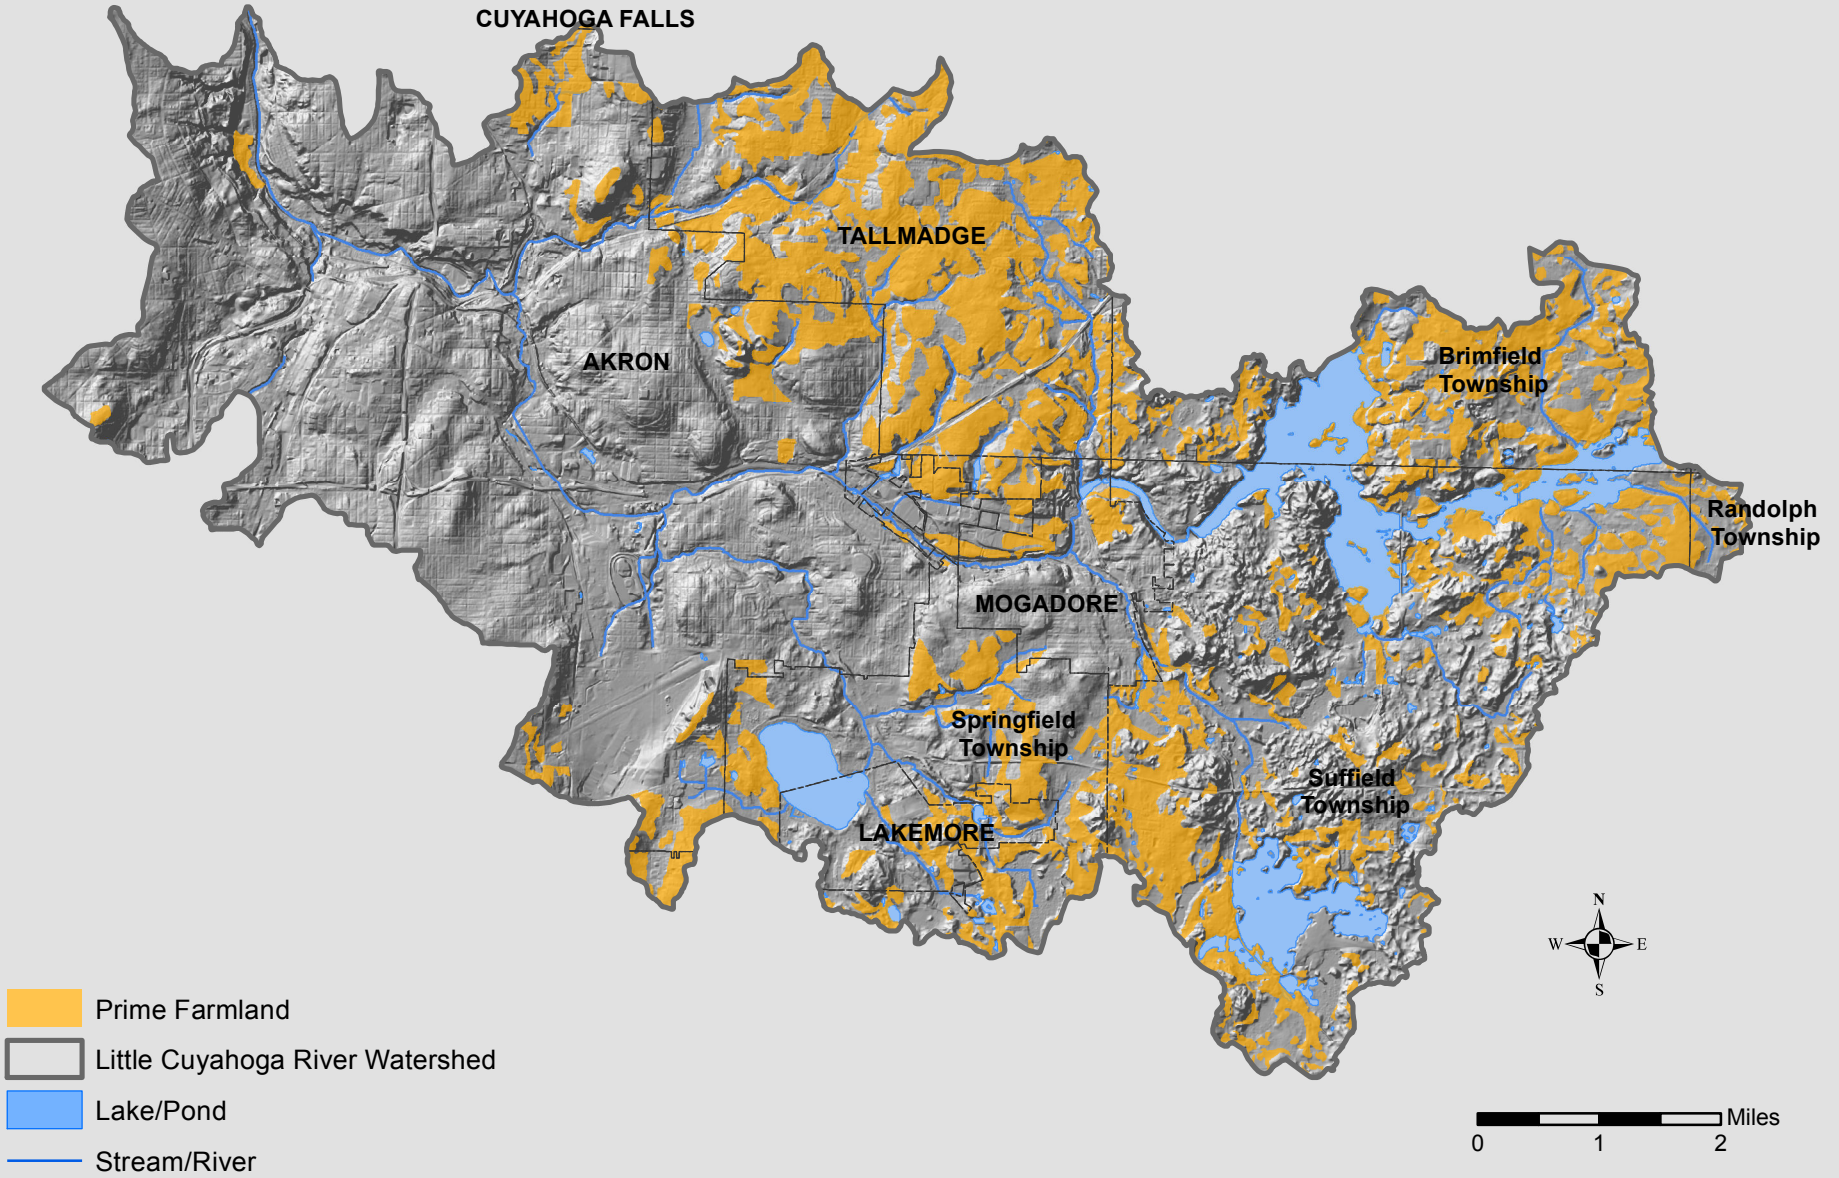 CUYAHOGA FALLS
TALLMADGE
AKRON
Brimfield
Township
Randolph
Township
MOGADORE
Springfield
Township
Suffield
Township
LAKEMORE
N
W
E
S
Prime Farmland
Little Cuyahoga River Watershed
Lake/Pond
Stream/River
Miles
0
1
2